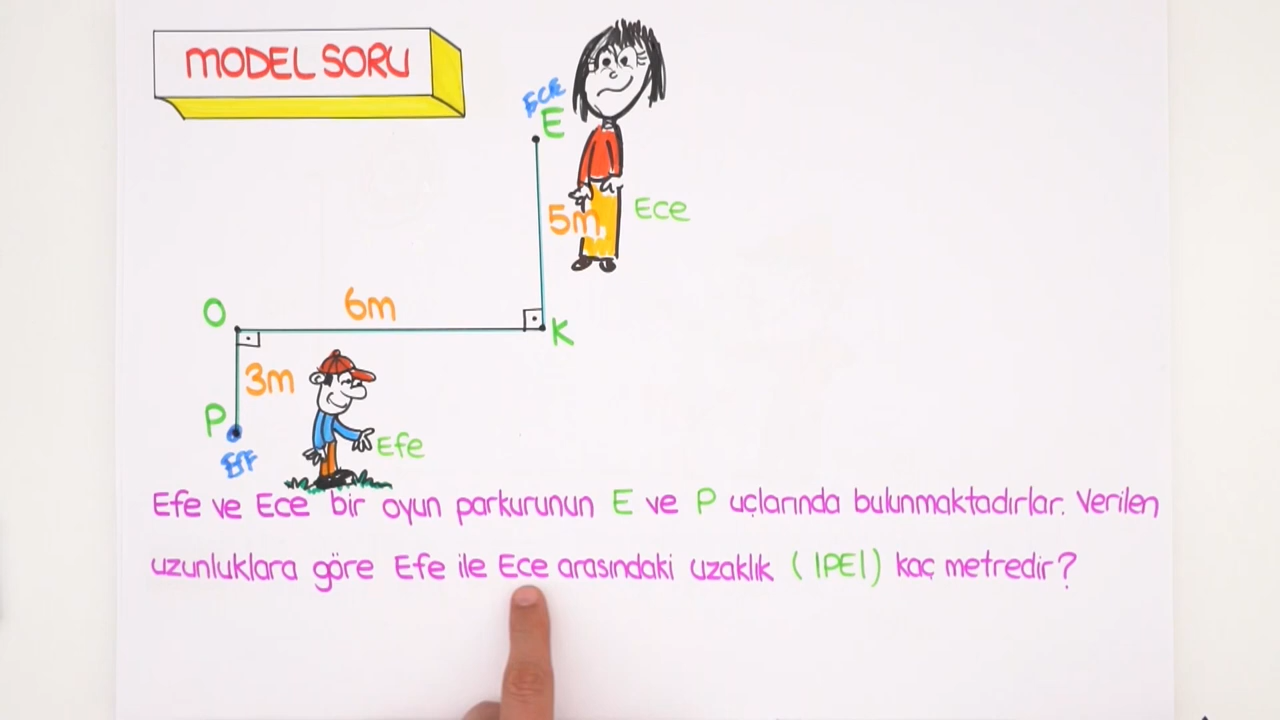 MODEL SORU
ECE
E
5m
Ece
O
6m
K
3m
P
EFE
Efe
Efe ve Ece bir oyun parkurunun E ve P uçlarında bulunmaktadırlar. Verilen
uzunluklara göre Efe ile Ece arasındaki uzaklık (|PE|) kaç metredir?